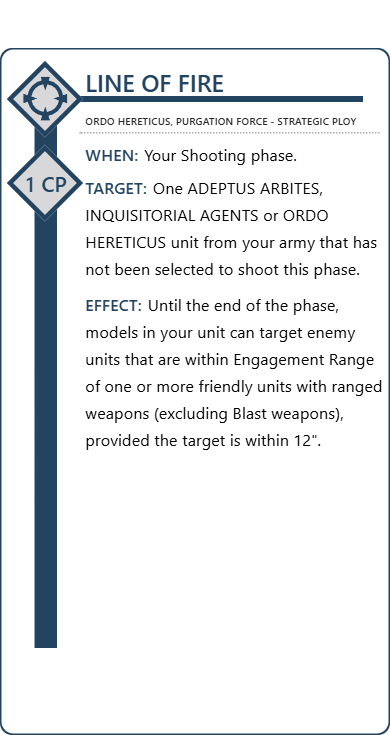 LINE OF FIRE
ORDO HERETICUS, PURGATION FORCE - STRATEGIC PLOY
1 CP
WHEN: Your Shooting phase.
TARGET: One ADEPTUS ARBITES,
INQUISITORIAL AGENTS or ORDO
HERETICUS unit from your army that has
not been selected to shoot this phase.
EFFECT: Until the end of the phase,
models in your unit can target enemy
units that are within Engagement Range
of one or more friendly units with ranged
weapons (excluding Blast weapons),
provided the target is within 12".